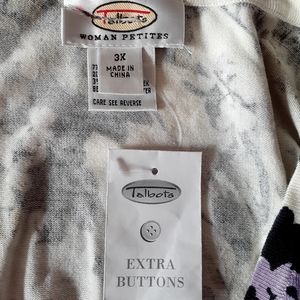 Talbots
WOMAN PETITES
3X
MADE IN
CHINA
CARE SEE REVERSE
Talbots
EXTRA
BUTTONS